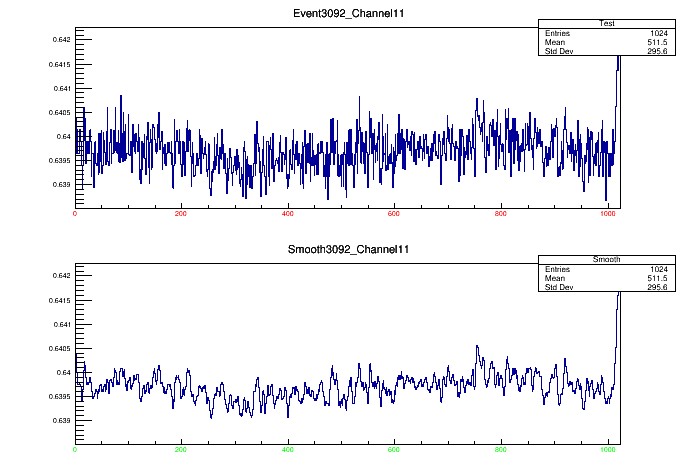 Event3092_Channel11
Test
Entries 1024
Mean 511.5
Std Dev 295.6
0.642
0.6415
0.641
0.6405
0.64
0.6395
0.639
0 200 400 600 800 1000
Smooth3092_Channel11
Smooth
Entries 1024
Mean 511.5
Std Dev 295.6
0.642
0.6415
0.641
0.6405
0.64
0.6395
0.639
0 200 400 600 800 1000